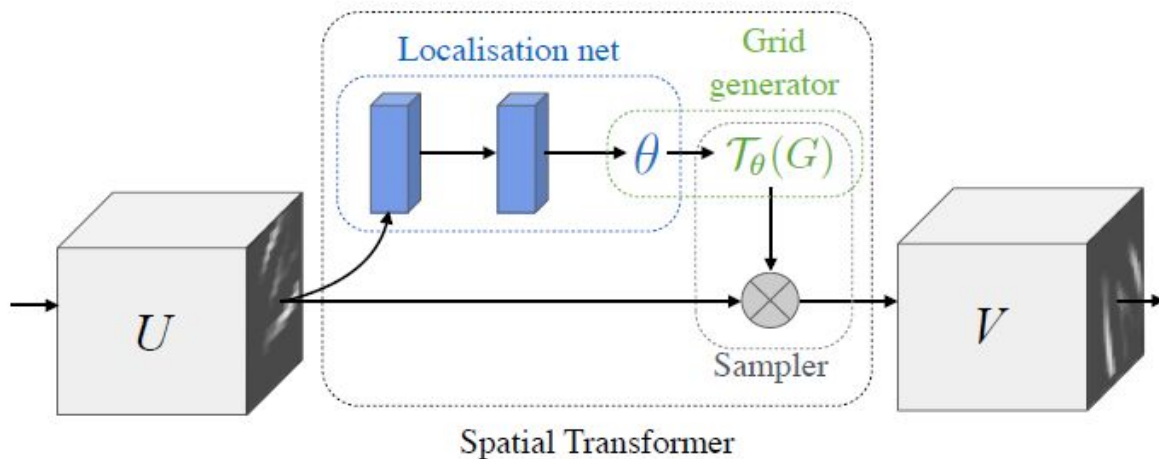 Localisation net
Grid
generator
θ
𝒯θ(G)
U
V
Sampler
Spatial Transformer